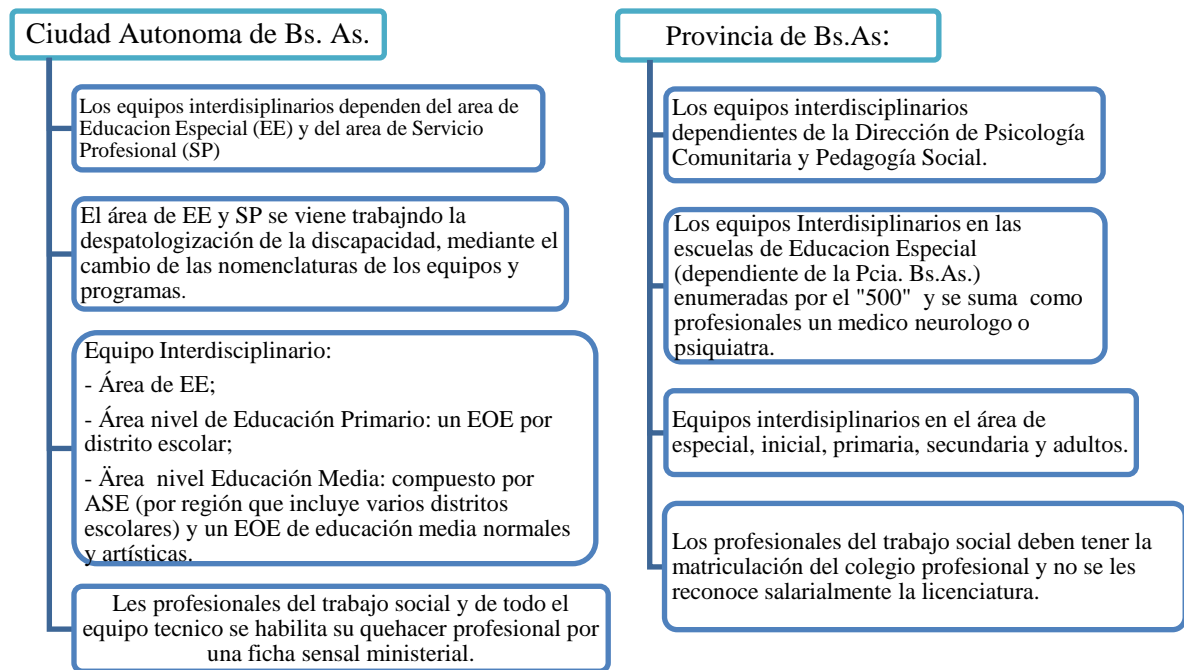 Ciudad Autonoma de Bs. As.
Los equipos interdisiplinarios dependen del area de
Educacion Especial (EE) y del area de Servicio
Profesional (SP)
El área de EE y SP se viene trabajndo la
despatologización de la discapacidad, mediante el
cambio de las nomenclaturas de los equipos y
programas.
Equipo Interdisciplinario:
- Área de EE;
- Área nivel de Educación Primario: un EOE por
distrito escolar;
- Ärea nivel Educación Media: compuesto por
ASE (por región que incluye varios distritos
escolares) y un EOE de educación media normales
y artísticas.
Les profesionales del trabajo social y de todo el
equipo tecnico se habilita su quehacer profesional por
una ficha sensal ministerial.
Provincia de Bs.As:
Los equipos interdisciplinarios
dependientes de la Dirección de Psicología
Comunitaria y Pedagogía Social.
Los equipos Interdisiplinarios en las
escuelas de Educacion Especial
(dependiente de la Pcia. Bs.As.)
enumeradas por el "500" y se suma como
profesionales un medico neurologo o
psiquiatra.
Equipos interdisiplinarios en el área de
especial, inicial, primaria, secundaria y adultos.
Los profesionales del trabajo social deben tener la
matriculación del colegio profesional y no se les
reconoce salarialmente la licenciatura.